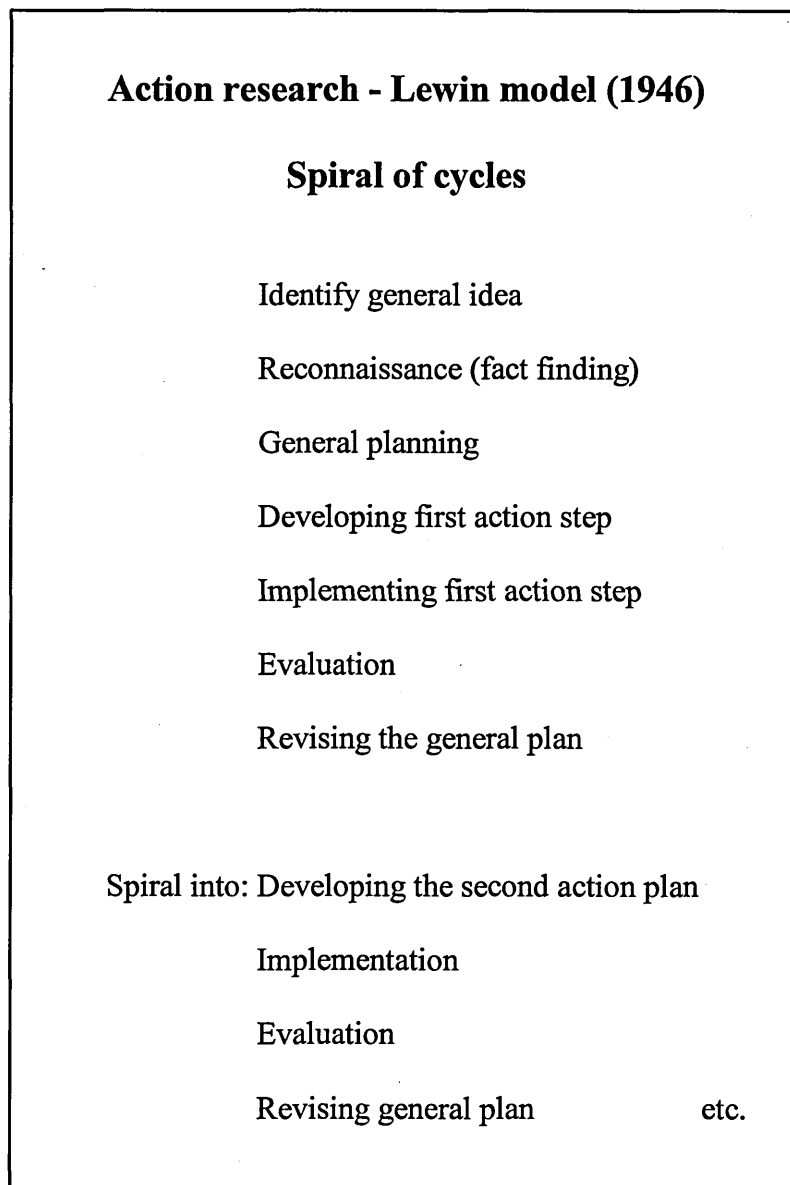 Action research - Lewin model (1946)
Spiral of cycles
Identify general idea
Reconnaissance (fact finding)
General planning
Developing first action step
Implementing first action step
Evaluation
Revising the general plan
Spiral into: Developing the second action plan
Implementation
Evaluation
Revising general plan etc.